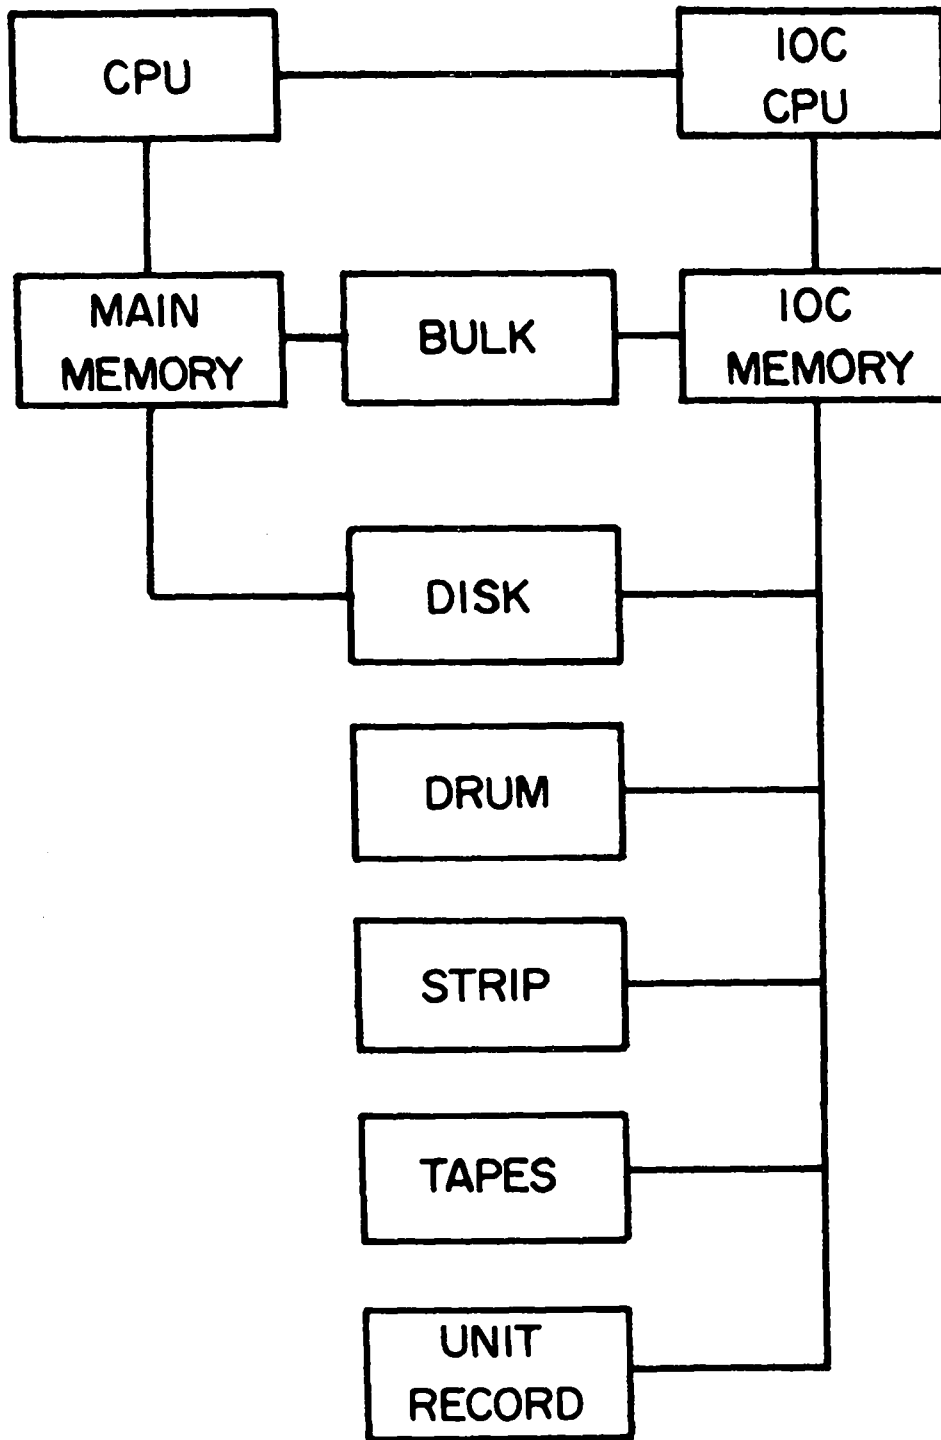 CPU
IOC
CPU
MAIN
MEMORY
BULK
IOC
MEMORY
DISK
DRUM
STRIP
TAPES
UNIT
RECORD